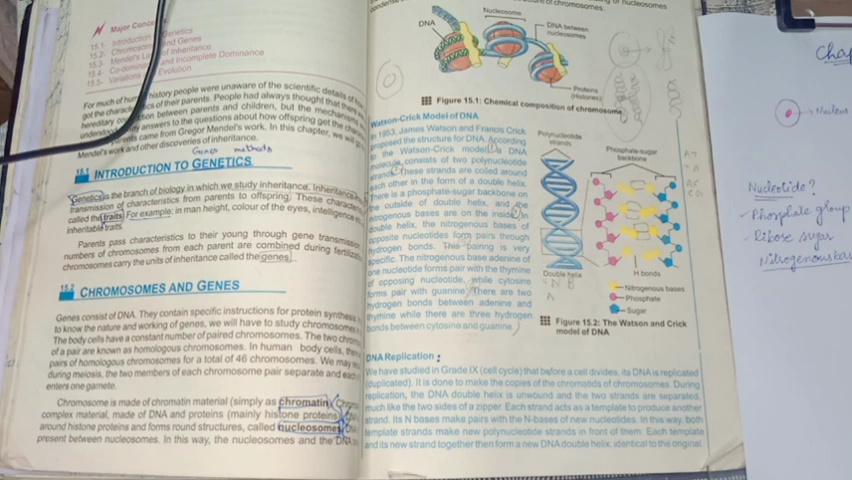 Major Concepts
15.1- Introduction to Genetics
15.2- Chromosomes and Genes
15.3- Mendel's Laws of Inheritance
15.4- Co-dominance and Incomplete Dominance
15.5- Variations and Evolution
For much of human history people were unaware of the scientific details of
got the characteristics of their parents. People had always thought that there
hereditary connection between parents and children, but the mechanisms
understood. answers to the questions about how offspring get the
parents came from Gregor Mendel's work. In this chapter, we will
Mendel's work and other discoveries of inheritance.
15.1 INTRODUCTION TO GENETICS
Genetics is the branch of biology in which we study inheritance. Inheritance
transmission of characteristics from parents to offspring. These
called the traits. For example: in man height, colour of the eyes, intelligence
inheritable traits.
Parents pass characteristics to their young through gene transmission
numbers of chromosomes from each parent are combined during
chromosomes carry the units of inheritance called the genes.
15.2 CHROMOSOMES AND GENES
Genes consist of DNA. They contain specific instructions for protein synthesis.
to know the nature and working of genes, we will have to study chromosomes
The body cells have a constant number of paired chromosomes. The two
of a pair are known as homologous chromosomes. In human body cells,
pairs of homologous chromosomes for a total of 46 chromosomes. We may
during meiosis, the two members of each chromosome pair separate and each
enters one gamete.
Chromosome is made of chromatin material (simply as chromatin).
complex material, made of DNA and proteins (mainly histone proteins).
around histone proteins and forms round structures, called nucleosomes.
present between nucleosomes. In this way, the nucleosomes and the DNA
of nucleosomes
structure of chromosomes.
DNA
Nucleosome
DNA between
nucleosomes
Proteins
(Histones)
Figure 15.1: Chemical composition of chromosome
Watson-Crick Model of DNA
In 1953, James Watson and Francis Crick
proposed the structure for DNA. According
to the Watson-Crick model, a DNA
molecule consists of two polynucleotide
strands. These strands are coiled around
each other in the form of a double helix.
There is a phosphate-sugar backbone on
the outside of double helix, and the
nitrogenous bases are on the inside. In
double helix, the nitrogenous bases of
opposite nucleotides form pairs through
hydrogen bonds. This pairing is very
specific. The nitrogenous base adenine of
one nucleotide forms pair with the thymine
of opposing nucleotide, while cytosine
forms pair with guanine. There are two
hydrogen bonds between adenine and
thymine while there are three hydrogen
bonds between cytosine and guanine.
Polynucleotide
strands
Phosphate-sugar
backbone
Double helix
H bonds
Nitrogenous bases
Phosphate
Sugar
Figure 15.2: The Watson and Crick
model of DNA
DNA Replication:
We have studied in Grade IX (cell cycle) that before a cell divides, its DNA is replicated
(duplicated). It is done to make the copies of the chromatids of chromosomes. During
replication, the DNA double helix is unwound and the two strands are separated,
much like the two sides of a zipper. Each strand acts as a template to produce another
strand. Its N bases make pairs with the N-bases of new nucleotides. In this way, both
template strands make new polynucleotide strands in front of them. Each template
and its new strand together then form a new DNA double helix, identical to the original.
Chap
Nucleus
Nucleotide?
- Phosphate group
- Ribose sugar
Nitrogenous bas